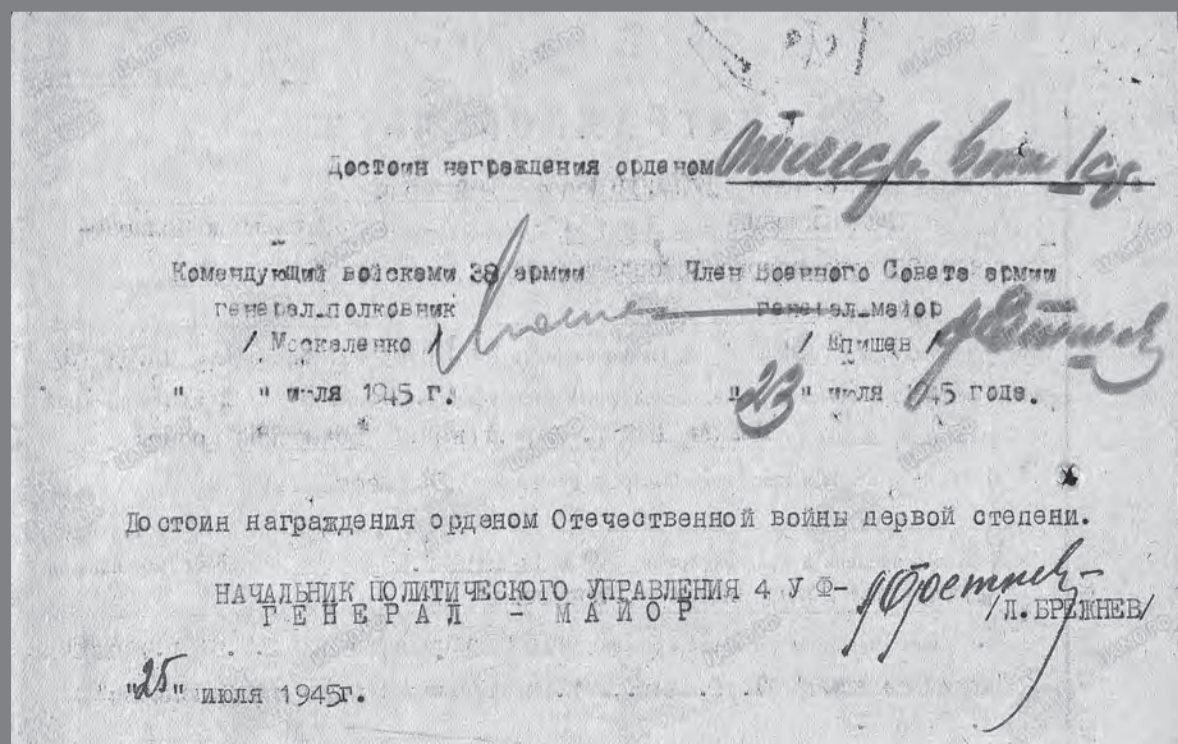 Достоин награждения орденом Отечеств. войны 1 ст.
Командующий войсками 38 армии
генерал-полковник
/ Москаленко /
" " июля 1945 г.
Член Военного Совета армии
генерал-майор
/ Епишев /
"23" июля 1945 года.
Достоин награждения орденом Отечественной войны первой степени.
НАЧАЛЬНИК ПОЛИТИЧЕСКОГО УПРАВЛЕНИЯ 4 У Ф-
ГЕНЕРАЛ - МАЙОР
/Л.БРЕЖНЕВ/
"25" июля 1945г.